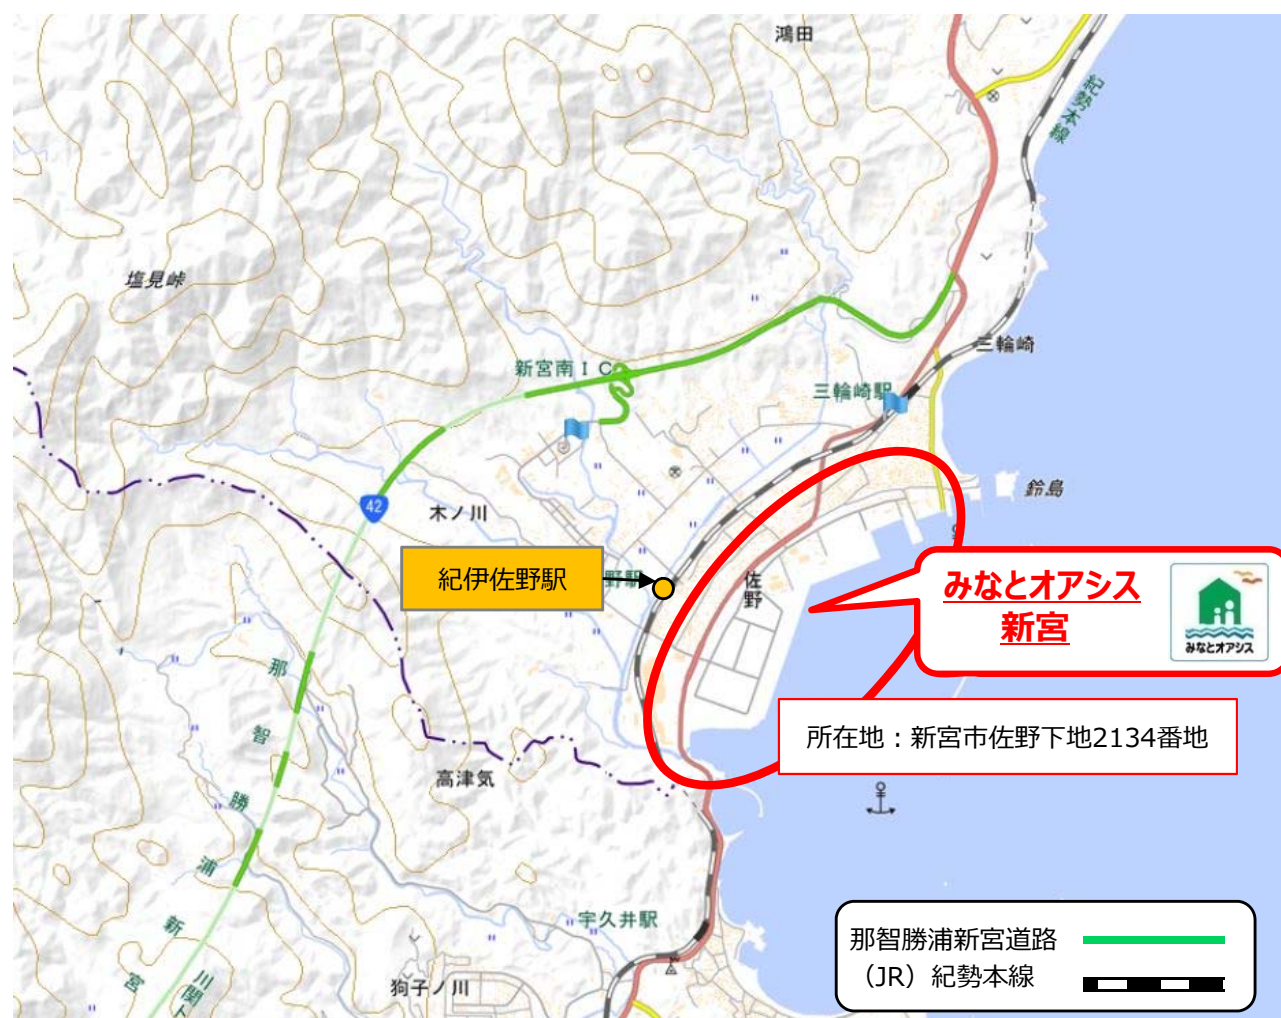 鴻田
紀勢本線
塩見峠
三輪崎
新宮南IC
三輪崎駅
鈴島
42
木ノ川
紀伊佐野駅
野駅
佐野
みなとオアシス
新宮
みなとオアシス
所在地：新宮市佐野下地2134番地
那智勝浦新宮
高津気
宇久井駅
狗子ノ川
川関ト
那智勝浦新宮道路
（JR）紀勢本線